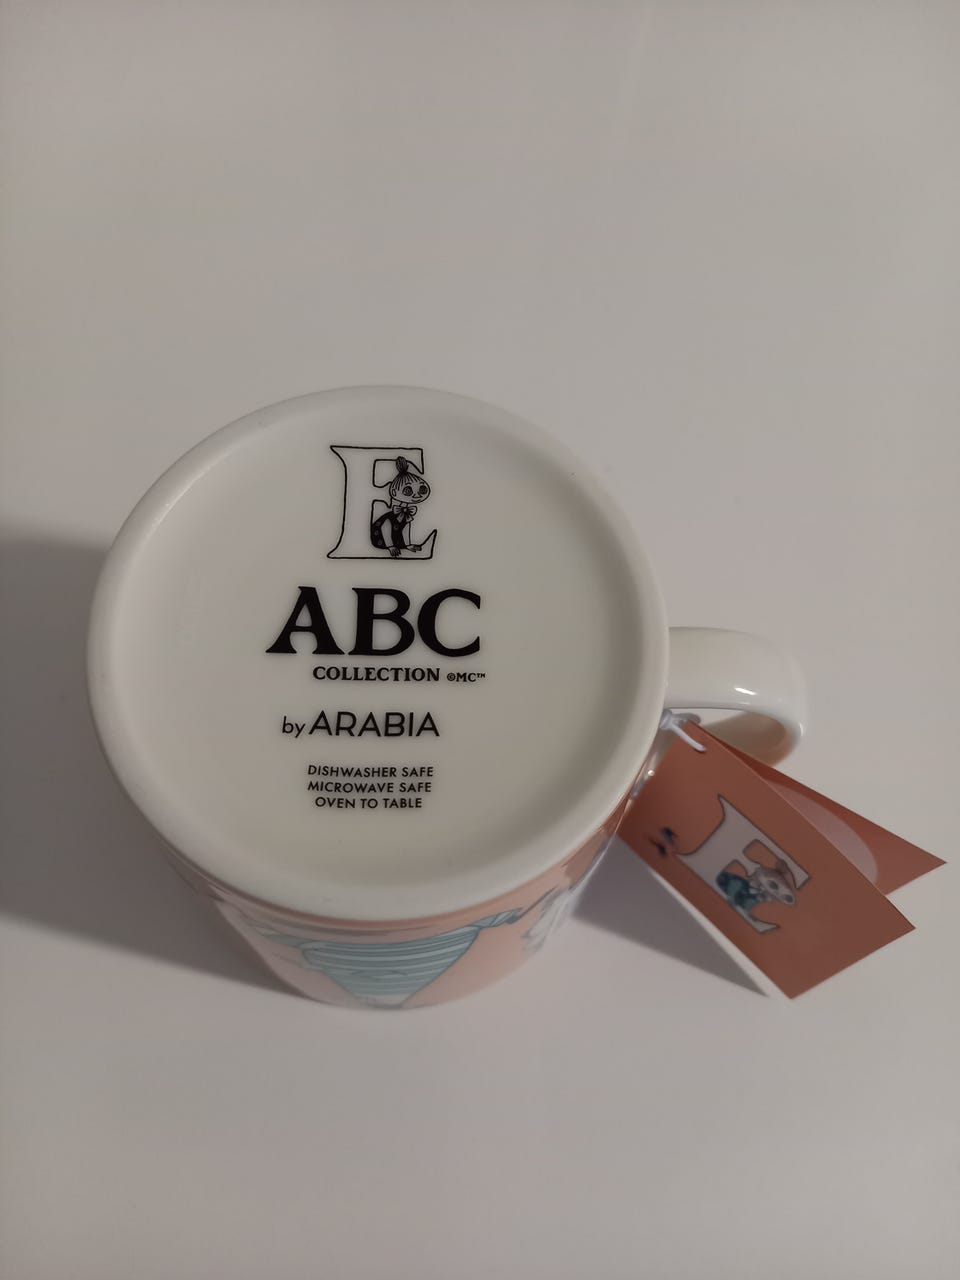 E
ABC
COLLECTION ©MC™
by ARABIA
DISHWASHER SAFE
MICROWAVE SAFE
OVEN TO TABLE
E